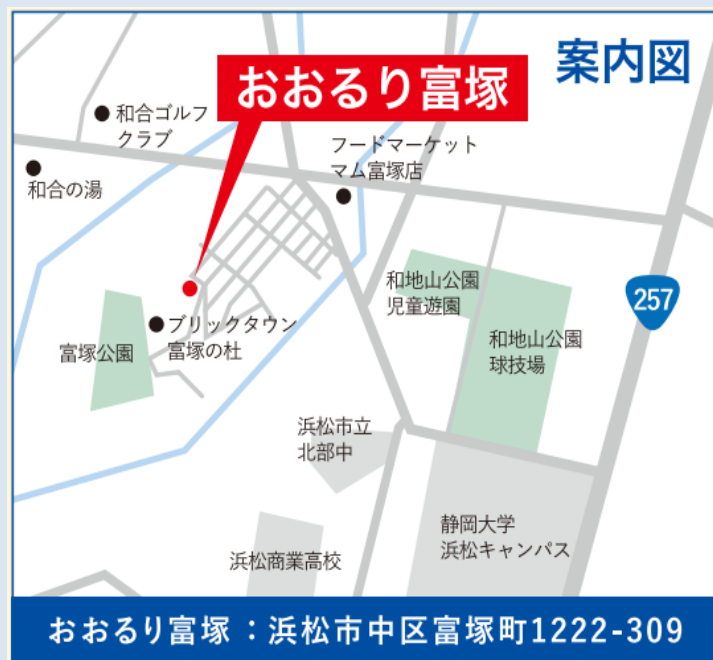 案内図
おおるり富塚
和合ゴルフ
クラブ
フードマーケット
マム富塚店
和合の湯
和地山公園
児童遊園
257
ブリックタウン
富塚の杜
富塚公園
和地山公園
球技場
浜松市立
北部中
静岡大学
浜松キャンパス
浜松商業高校
おおるり富塚：浜松市中区富塚町1222-309